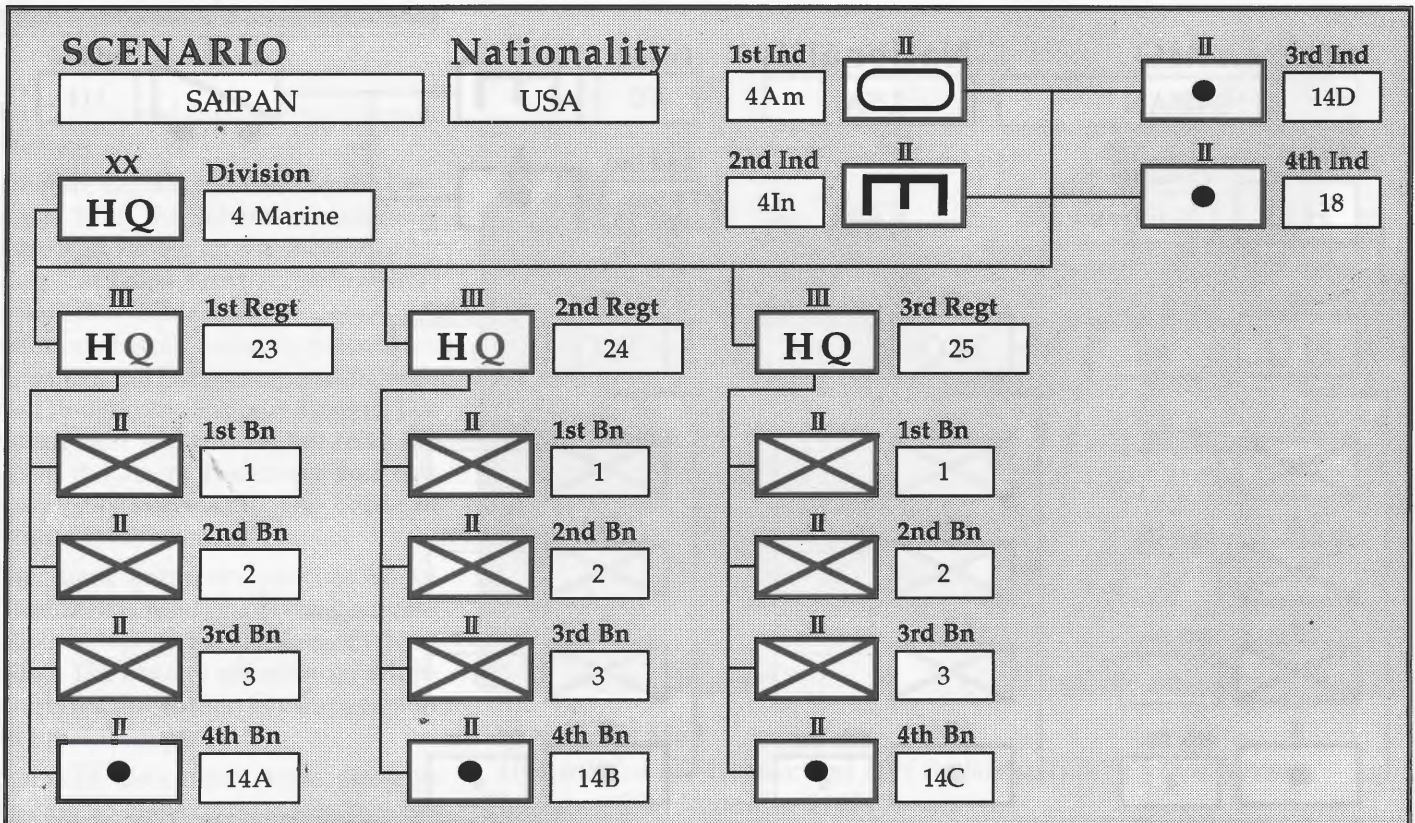 SCENARIO Nationality
SAIPAN USA
1st Ind II II 3rd Ind
4Am 14D
XX Division
HQ 4 Marine
2nd Ind II II 4th Ind
4In 18
III 1st Regt III 2nd Regt III 3rd Regt
HQ 23 HQ 24 HQ 25
II 1st Bn II 1st Bn II 1st Bn
1 1 1
II 2nd Bn II 2nd Bn II 2nd Bn
2 2 2
II 3rd Bn II 3rd Bn II 3rd Bn
3 3 3
II 4th Bn II 4th Bn II 4th Bn
14A 14B 14C